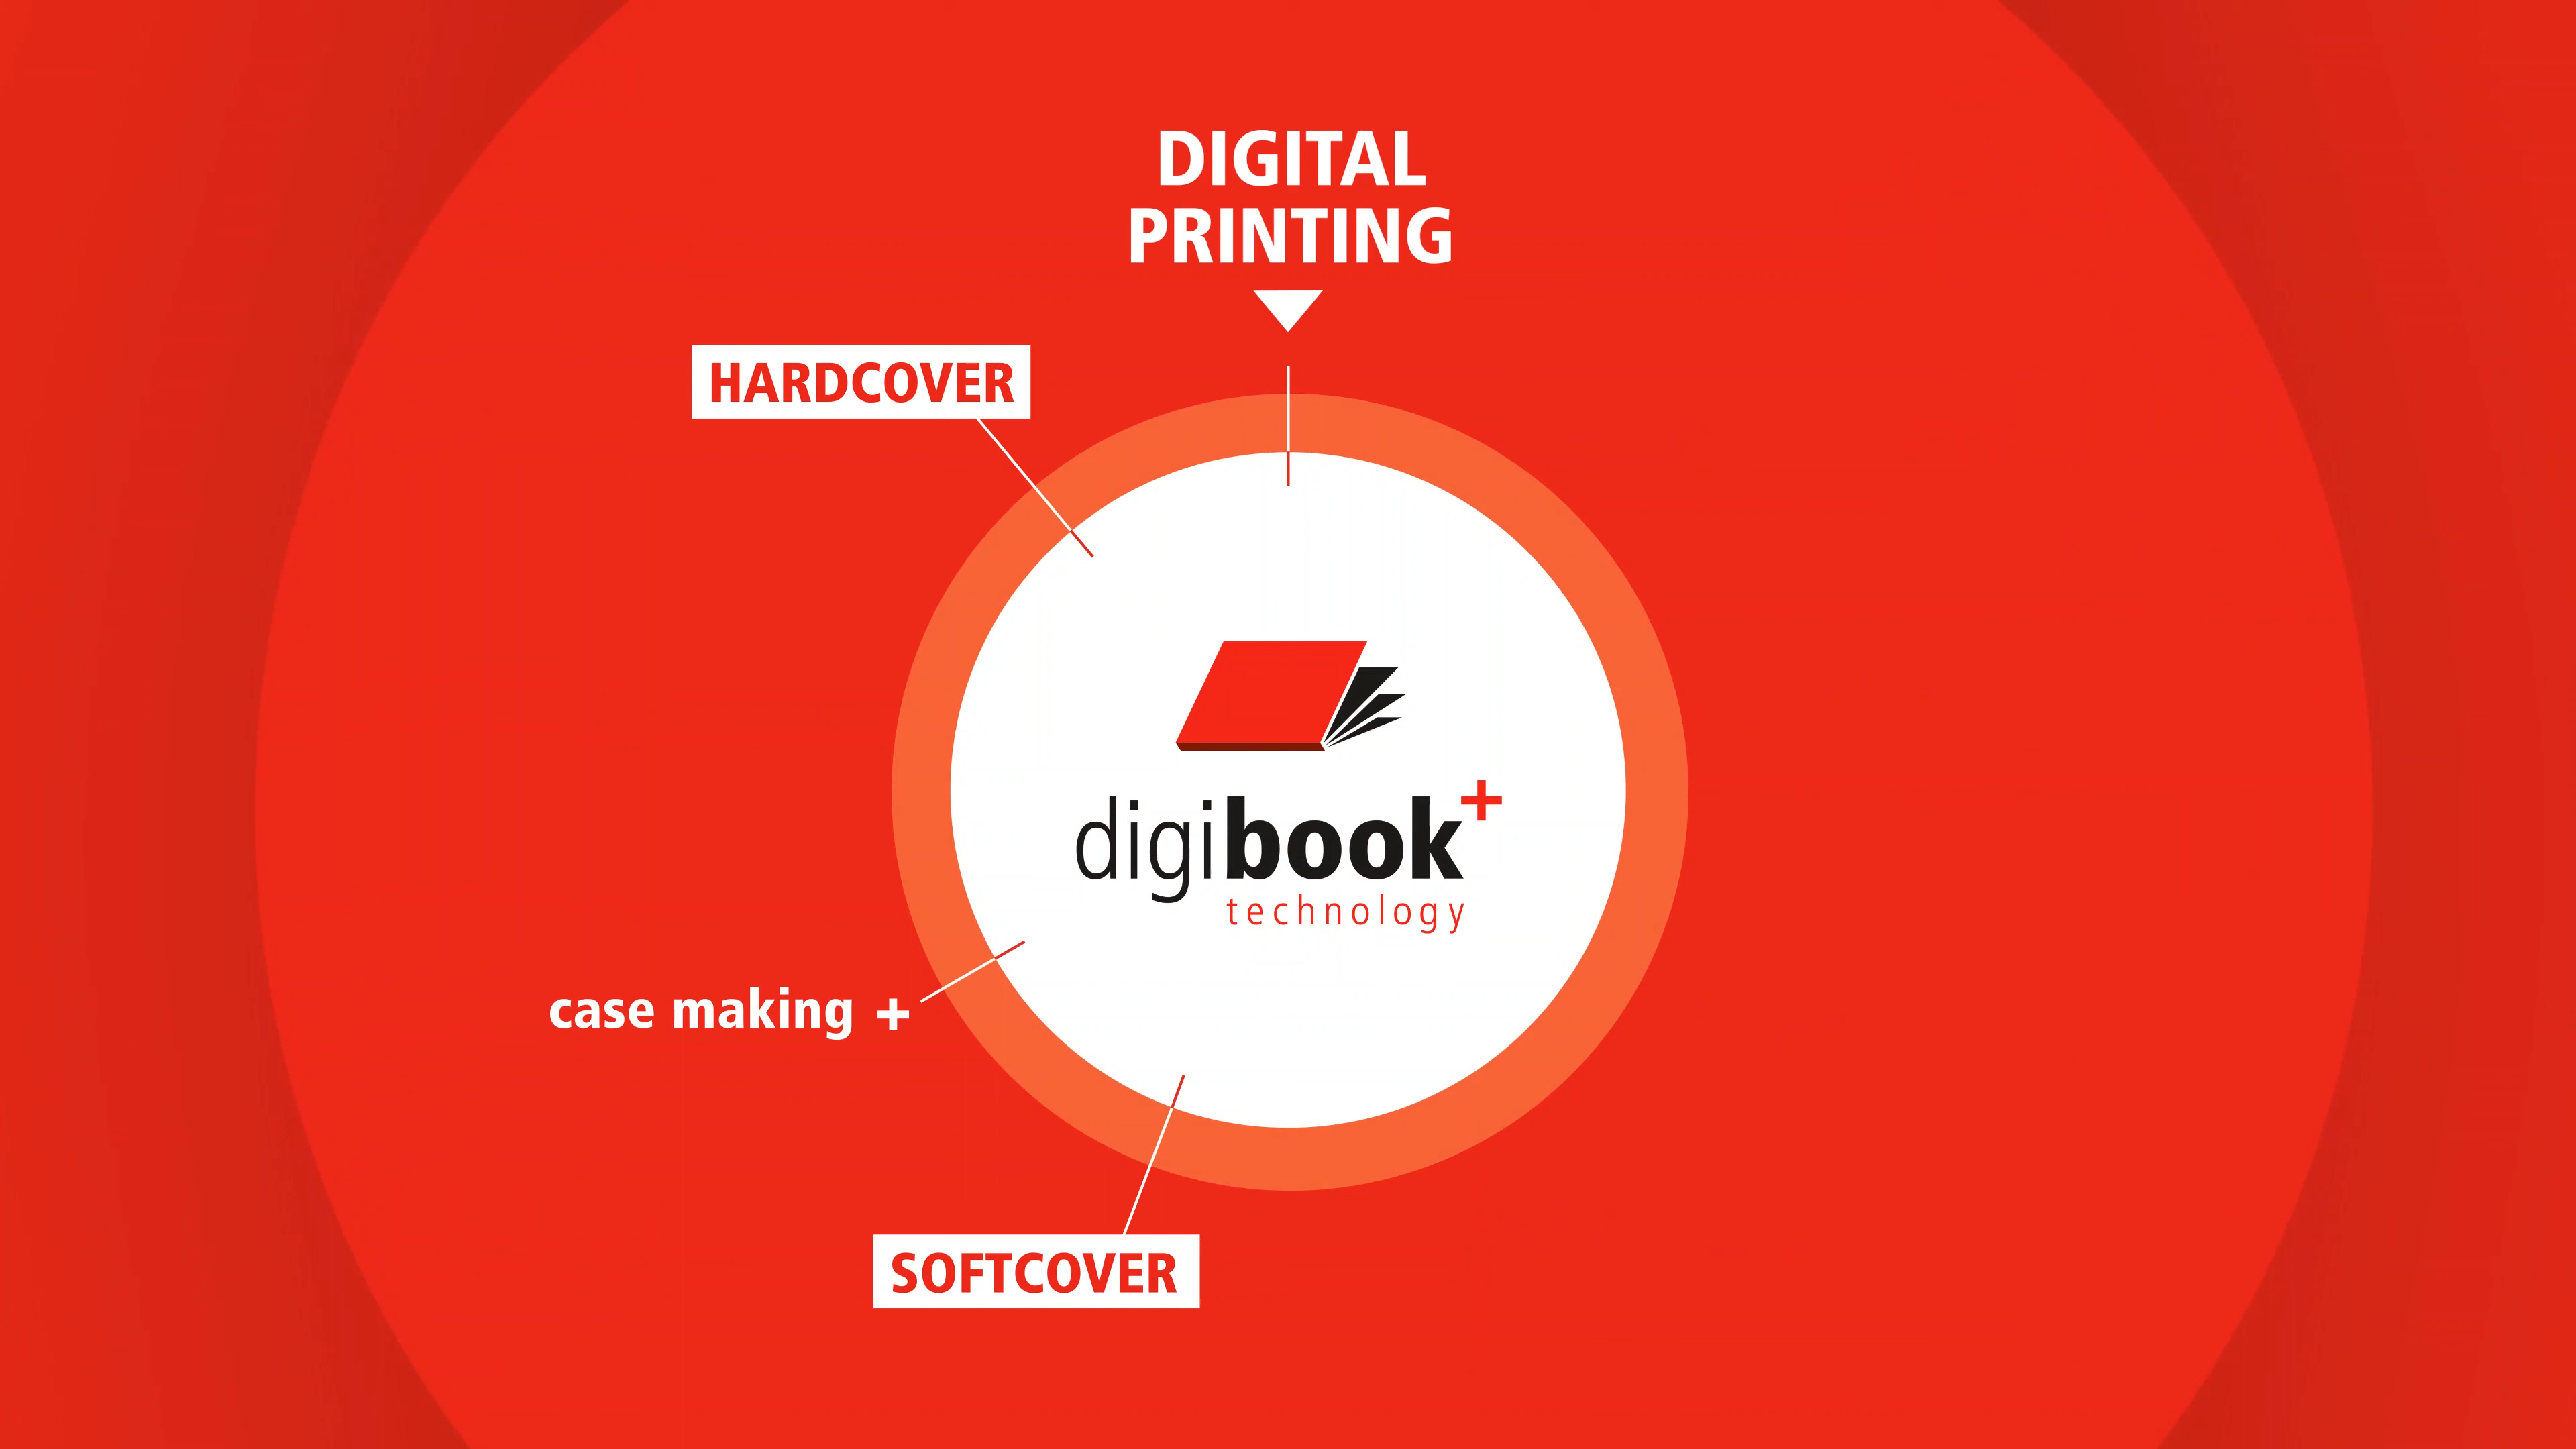 DIGITAL
PRINTING
HARDCOVER
digibook+
technology
case making +
SOFTCOVER